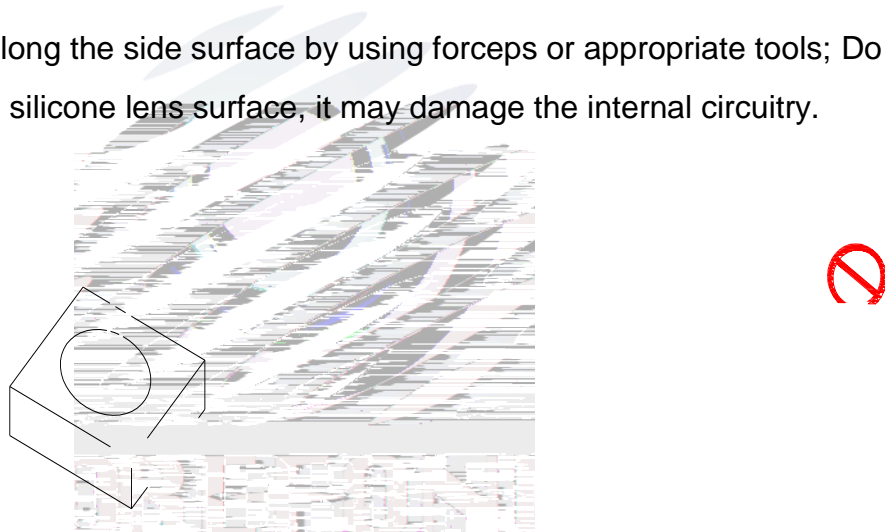 long the side surface by using forceps or appropriate tools; Do
silicone lens surface, it may damage the internal circuitry.